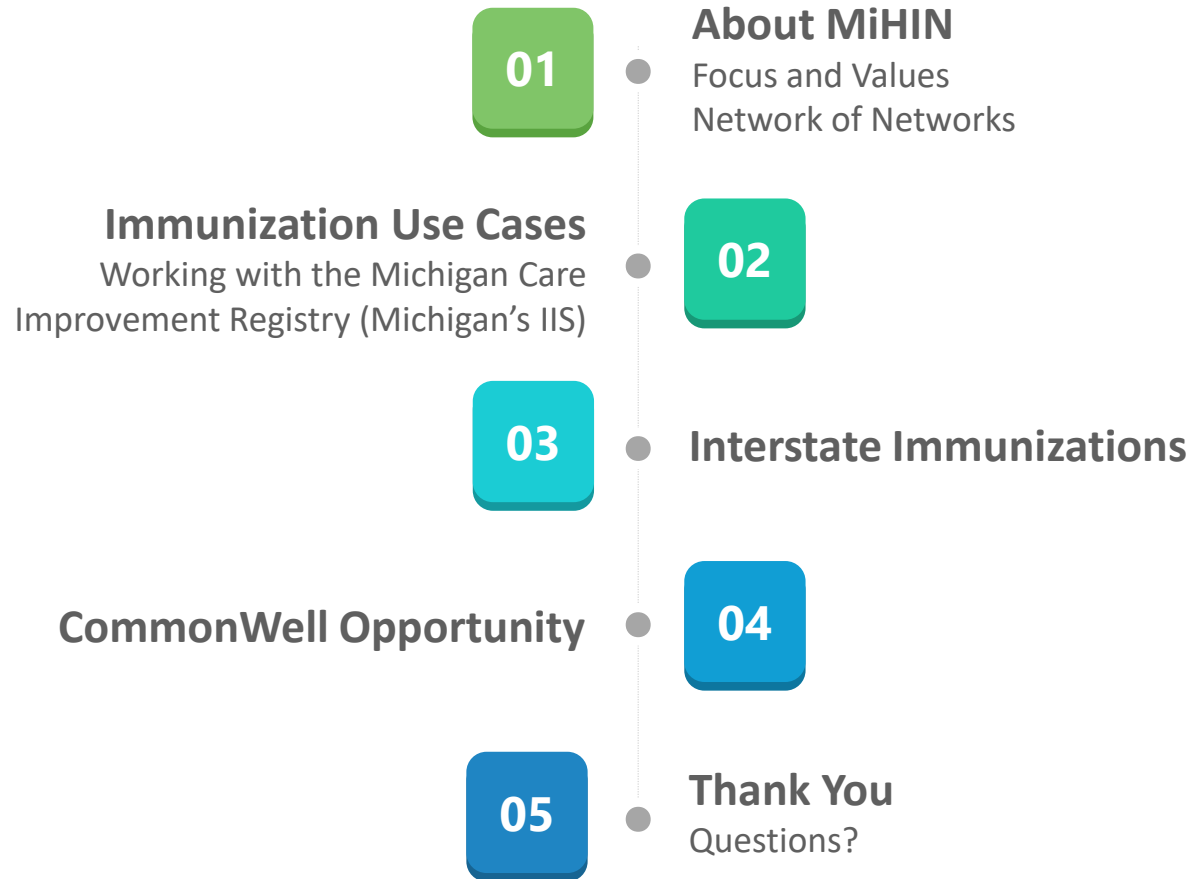 01
About MiHIN
Focus and Values
Network of Networks
Immunization Use Cases
Working with the Michigan Care
Improvement Registry (Michigan’s IIS)
02
03
Interstate Immunizations
CommonWell Opportunity
04
05
Thank You
Questions?